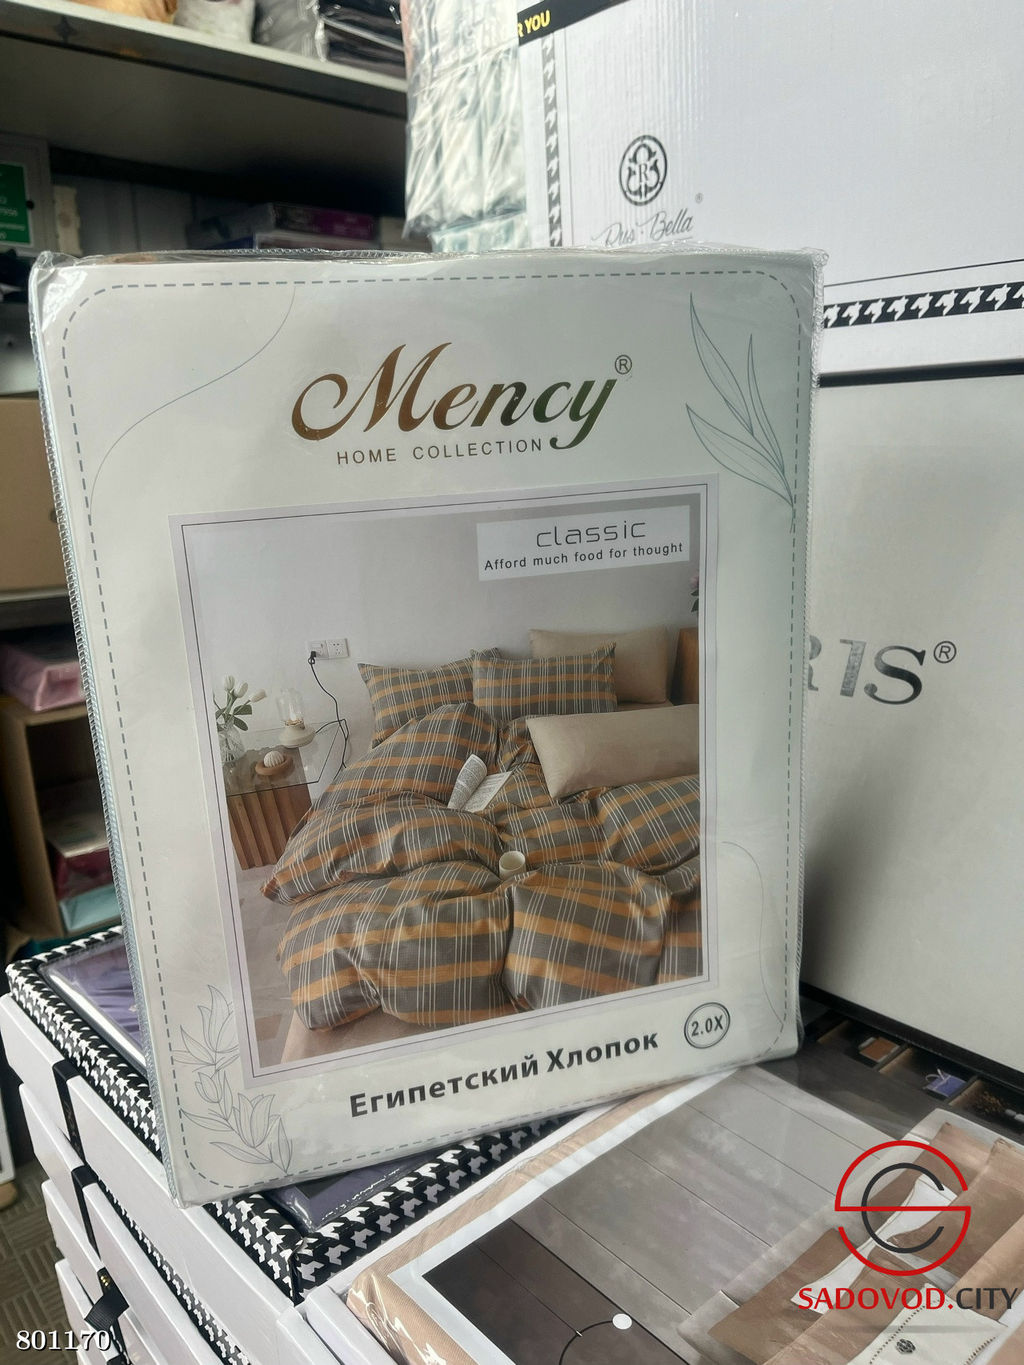 R YOU
R
Rus Bella
®
Mency®
HOME COLLECTION
classic
Afford much food for thought
RIS®
2.0X
Египетский Хлопок
SADOVOD.CITY
801170